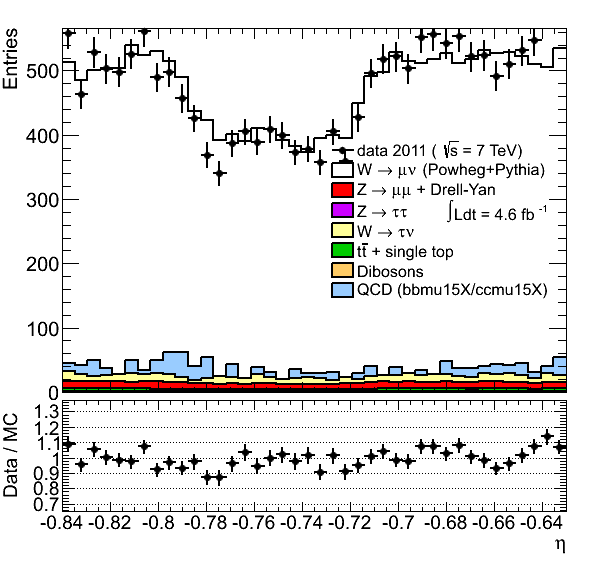 Entries
500
400
300
200
100
0
data 2011 ( √s = 7 TeV)
W → μν (Powheg+Pythia)
Z → μμ + Drell-Yan
Z → ττ
∫Ldt = 4.6 fb⁻¹
W → τν
tt̄ + single top
Dibosons
QCD (bbmu15X/ccmu15X)
Data / MC
1.3
1.2
1.1
1
0.9
0.8
0.7
-0.84 -0.82 -0.8 -0.78 -0.76 -0.74 -0.72 -0.7 -0.68 -0.66 -0.64
η